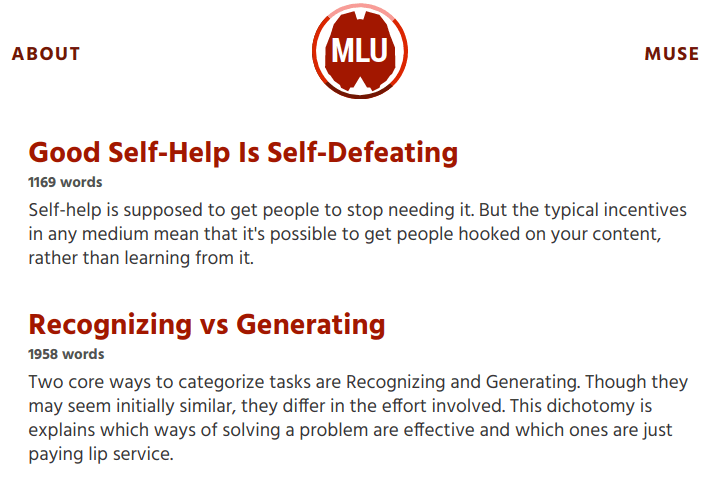 ABOUT
MLU
MUSE
Good Self-Help Is Self-Defeating
1169 words
Self-help is supposed to get people to stop needing it. But the typical incentives
in any medium mean that it's possible to get people hooked on your content,
rather than learning from it.
Recognizing vs Generating
1958 words
Two core ways to categorize tasks are Recognizing and Generating. Though they
may seem initially similar, they differ in the effort involved. This dichotomy is
explains which ways of solving a problem are effective and which ones are just
paying lip service.